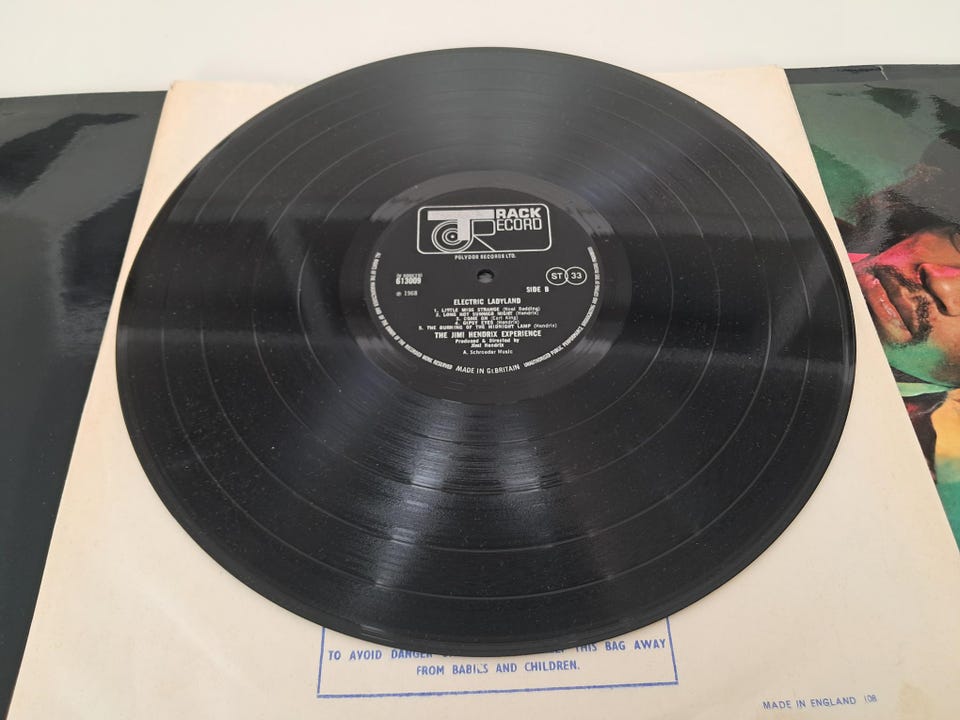 TRACK
RECORD
POLYDOR RECORDS LTD.
613009
ST 33
℗ 1968
SIDE B
ELECTRIC LADYLAND
1. LITTLE MISS STRANGE (Noel Redding)
2. LONG HOT SUMMER NIGHT (Hendrix)
3. COME ON (Earl King)
4. GIPSY EYES (Hendrix)
5. THE BURNING OF THE MIDNIGHT LAMP (Hendrix)
THE JIMI HENDRIX EXPERIENCE
Produced & Directed by
Jimi Hendrix
A. Schroeder Music
MADE IN Gt.BRITAIN
TO AVOID DANGER THIS BAG AWAY
FROM BABIES AND CHILDREN.
MADE IN ENGLAND 108